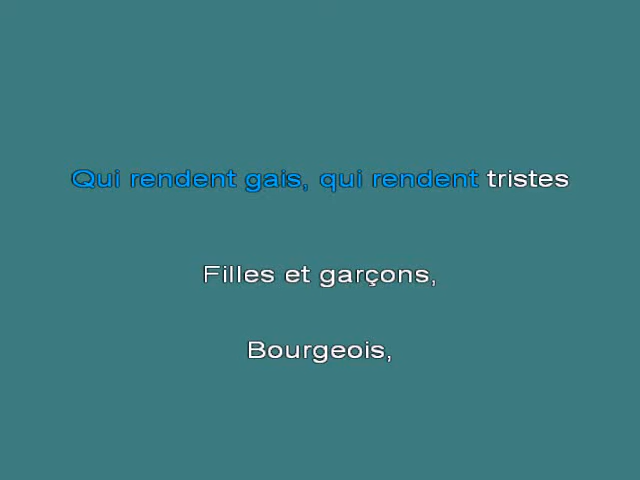 Qui rendent gais, qui rendent tristes
Filles et garçons,
Bourgeois,